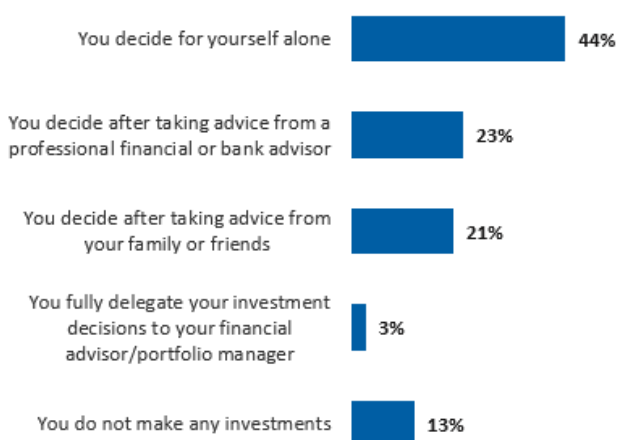 You decide for yourself alone
44%
You decide after taking advice from a
professional financial or bank advisor
23%
You decide after taking advice from
your family or friends
21%
You fully delegate your investment
decisions to your financial
advisor/portfolio manager
3%
You do not make any investments
13%